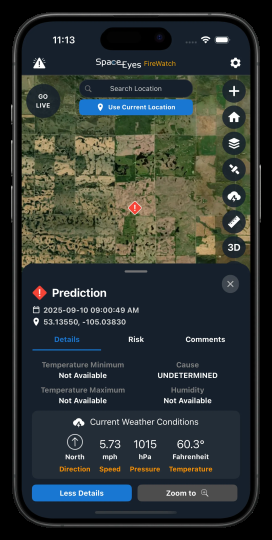 11:13
Space Eyes FireWatch
GO LIVE
Search Location
Use Current Location
3D
Prediction
2025-09-10 09:00:49 AM
53.13550, -105.03830
Details Risk Comments
Temperature Minimum Cause
Not Available UNDETERMINED
Temperature Maximum Humidity
Not Available Not Available
Current Weather Conditions
5.73 1015 60.3°
North mph hPa Fahrenheit
Direction Speed Pressure Temperature
Less Details Zoom to